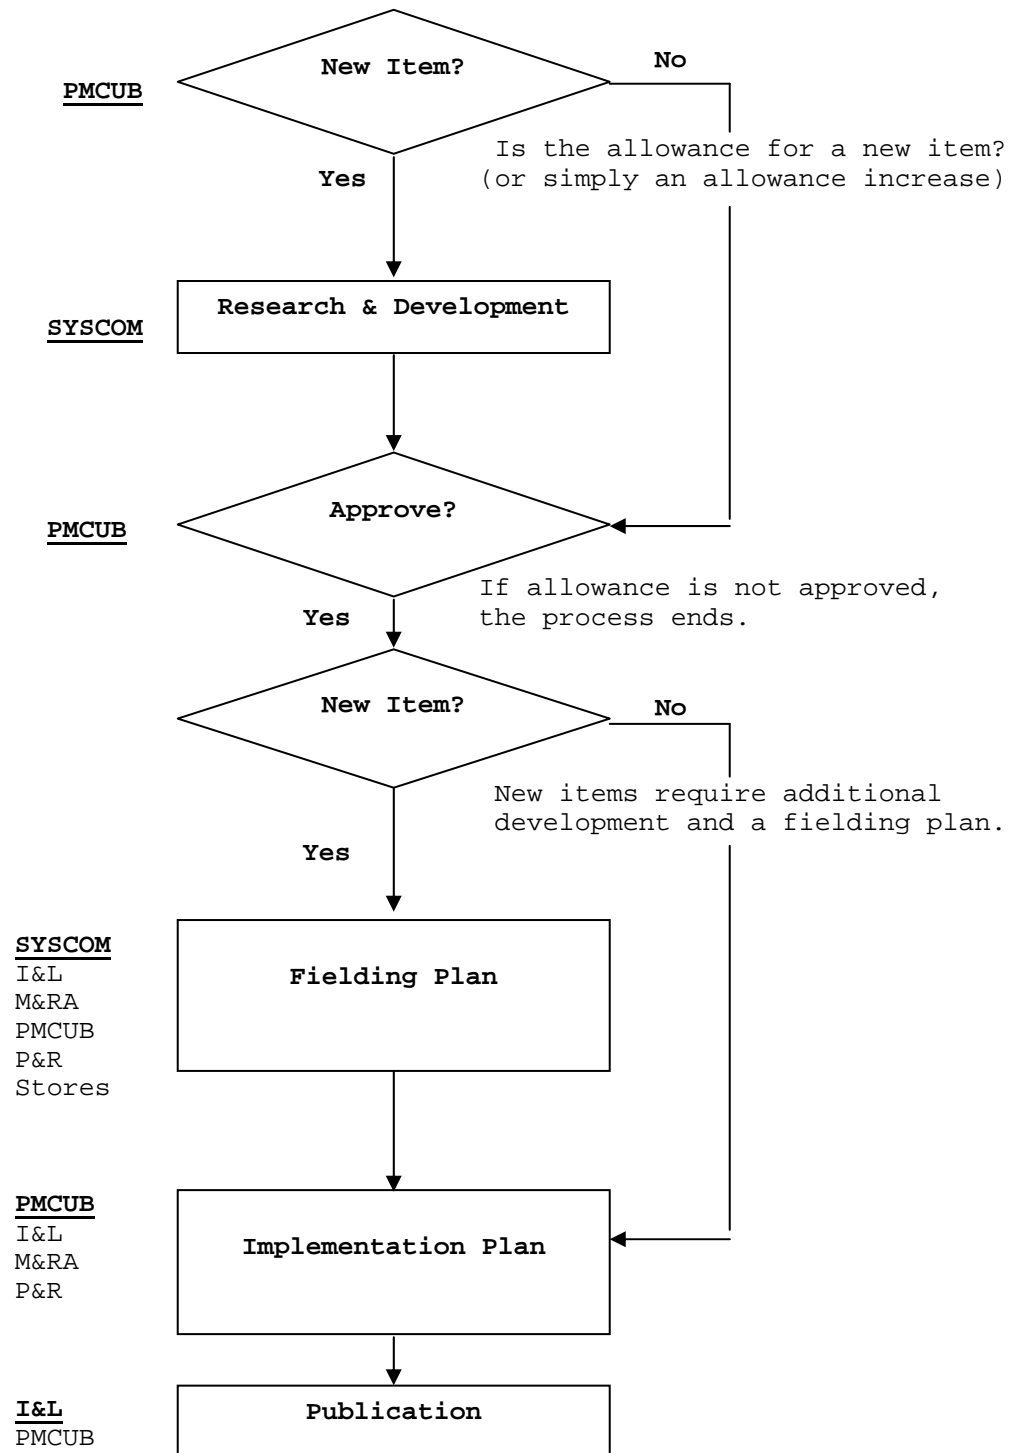 New Item?
No
PMCUB
Is the allowance for a new item?
Yes
(or simply an allowance increase)
Research & Development
SYSCOM
Approve?
PMCUB
If allowance is not approved,
Yes
the process ends.
New Item?
No
New items require additional
development and a fielding plan.
Yes
SYSCOM
I&L
M&RA
PMCUB
P&R
Stores
Fielding Plan
PMCUB
I&L
M&RA
P&R
Implementation Plan
I&L
PMCUB
Publication